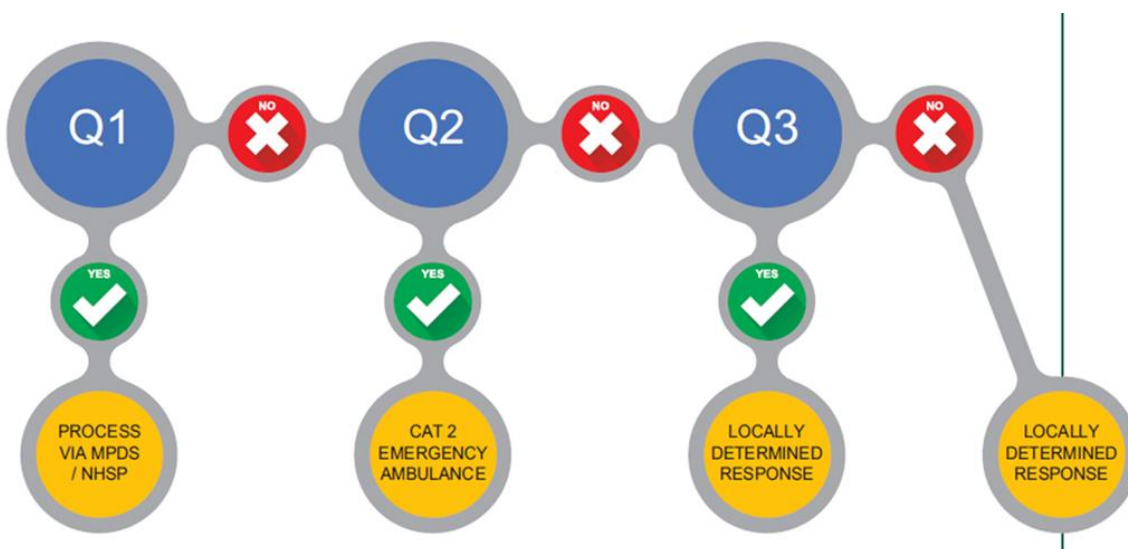 Q1
NO
Q2
NO
Q3
NO
YES
YES
YES
PROCESS
VIA MPDS
/ NHSP
CAT 2
EMERGENCY
AMBULANCE
LOCALLY
DETERMINED
RESPONSE
LOCALLY
DETERMINED
RESPONSE